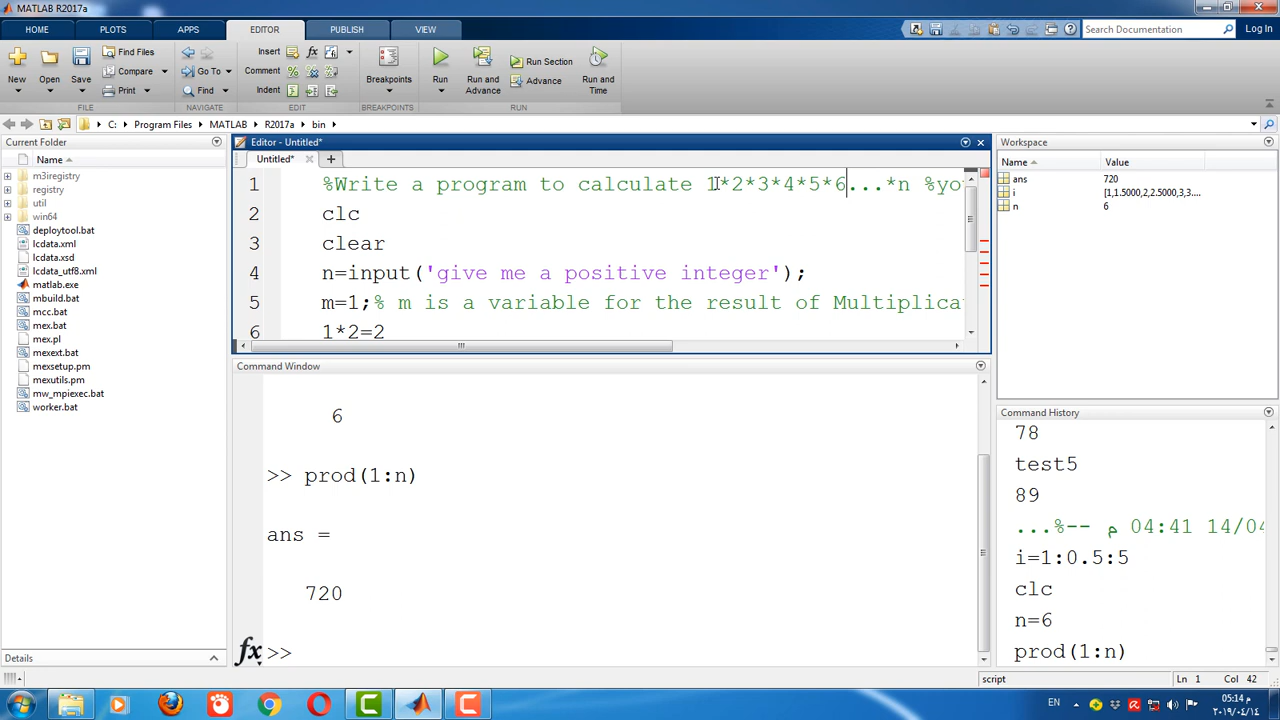 MATLAB R2017a
HOME PLOTS APPS EDITOR PUBLISH VIEW Search Documentation Log In
New Open Save Find Files Compare Print Go To Find Insert Comment Indent fx Breakpoints Run Run and Advance Run Section Advance Run and Time
FILE NAVIGATE EDIT BREAKPOINTS RUN
C: Program Files MATLAB R2017a bin
Current Folder
Name
m3iregistry
registry
util
win64
deploytool.bat
lcdata.xml
lcdata.xsd
lcdata_utf8.xml
matlab.exe
mbuild.bat
mcc.bat
mex.bat
mex.pl
mexext.bat
mexsetup.pm
mexutils.pm
mw_mpiexec.bat
worker.bat
Details
Editor - Untitled*
Untitled*
1 %Write a program to calculate 1*2*3*4*5*6...*n %yo
2 clc
3 clear
4 n=input('give me a positive integer');
5 m=1;% m is a variable for the result of Multiplica
6 1*2=2
Command Window
6
>> prod(1:n)
ans =
720
fx >>
Workspace
Name Value
ans 720
i [1,1.5000,2,2.5000,3,3....
n 6
Command History
78
test5
89
...%-- م 04:41 14/04
i=1:0.5:5
clc
n=6
prod(1:n)
script Ln 1 Col 42
EN 05:14 م
٢٠١٩/٠٤/١٤